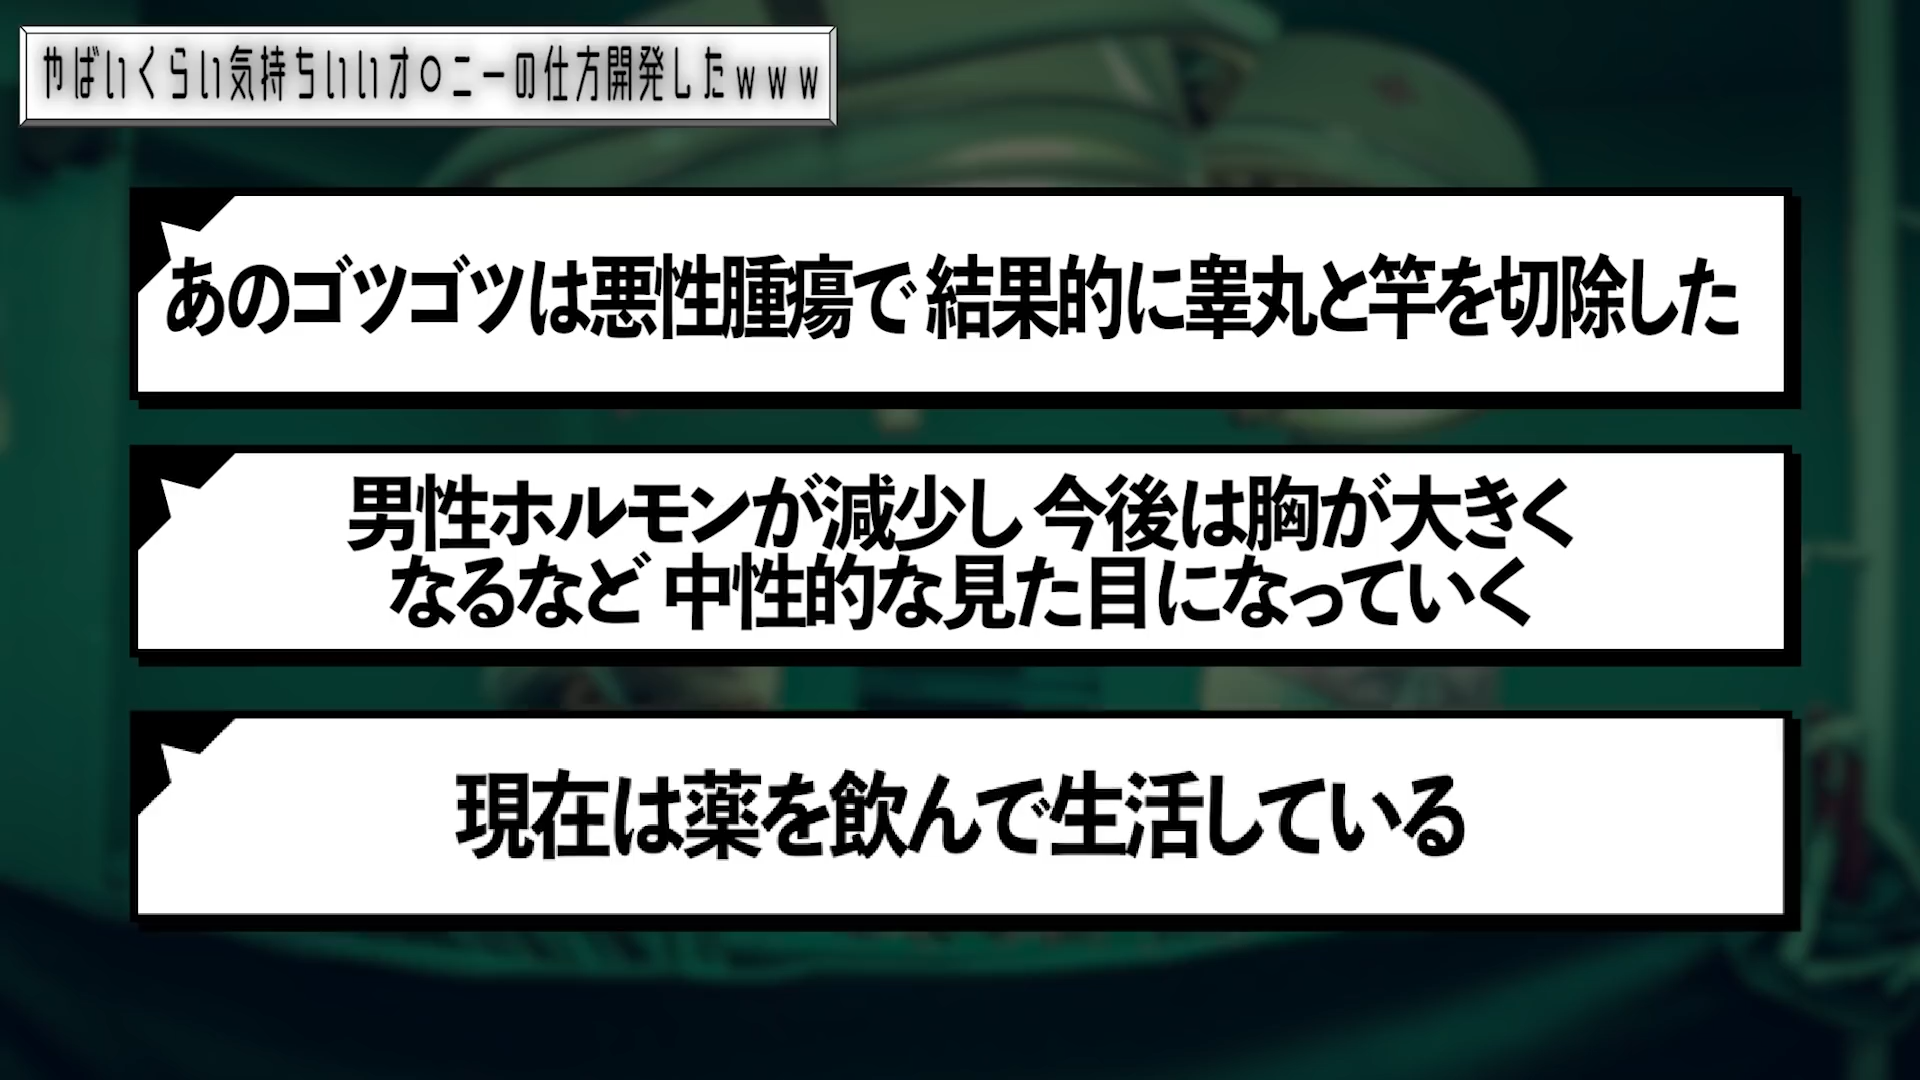 やばいくらい気持ちいいオ○ニーの仕方開発したｗｗｗ
あのゴツゴツは悪性腫瘍で 結果的に睾丸と竿を切除した
男性ホルモンが減少し 今後は胸が大きく
なるなど 中性的な見た目になっていく
現在は薬を飲んで生活している